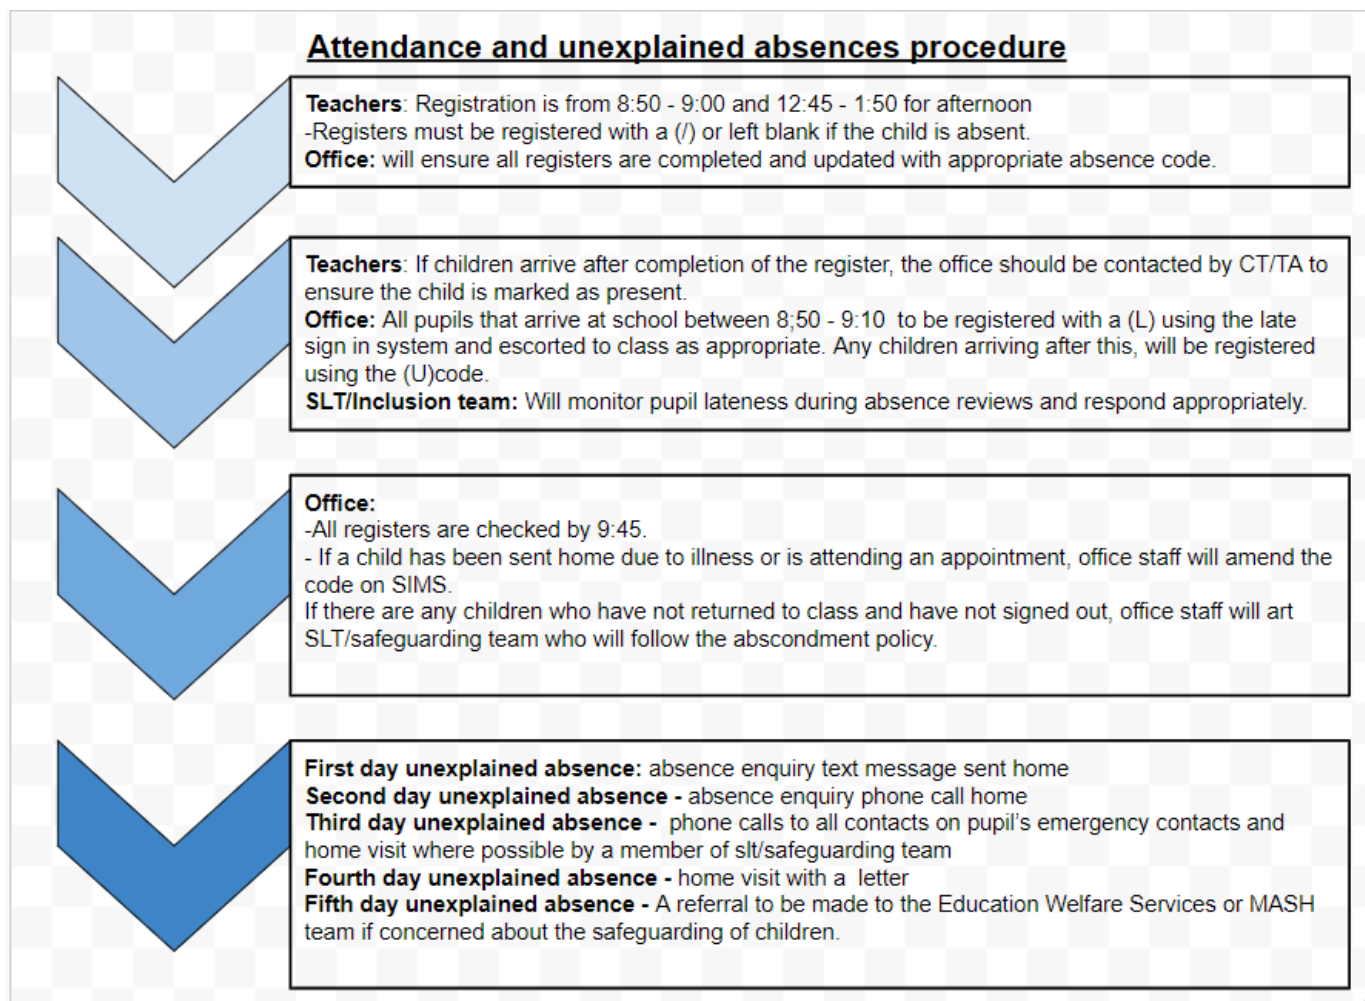 Attendance and unexplained absences procedure
Teachers: Registration is from 8:50 - 9:00 and 12:45 - 1:50 for afternoon
-Registers must be registered with a (/) or left blank if the child is absent.
Office: will ensure all registers are completed and updated with appropriate absence code.
Teachers: If children arrive after completion of the register, the office should be contacted by CT/TA to
ensure the child is marked as present.
Office: All pupils that arrive at school between 8;50 - 9:10 to be registered with a (L) using the late
sign in system and escorted to class as appropriate. Any children arriving after this, will be registered
using the (U)code.
SLT/Inclusion team: Will monitor pupil lateness during absence reviews and respond appropriately.
Office:
-All registers are checked by 9:45.
- If a child has been sent home due to illness or is attending an appointment, office staff will amend the
code on SIMS.
If there are any children who have not returned to class and have not signed out, office staff will art
SLT/safeguarding team who will follow the abscondment policy.
First day unexplained absence: absence enquiry text message sent home
Second day unexplained absence - absence enquiry phone call home
Third day unexplained absence - phone calls to all contacts on pupil's emergency contacts and
home visit where possible by a member of slt/safeguarding team
Fourth day unexplained absence - home visit with a letter
Fifth day unexplained absence - A referral to be made to the Education Welfare Services or MASH
team if concerned about the safeguarding of children.